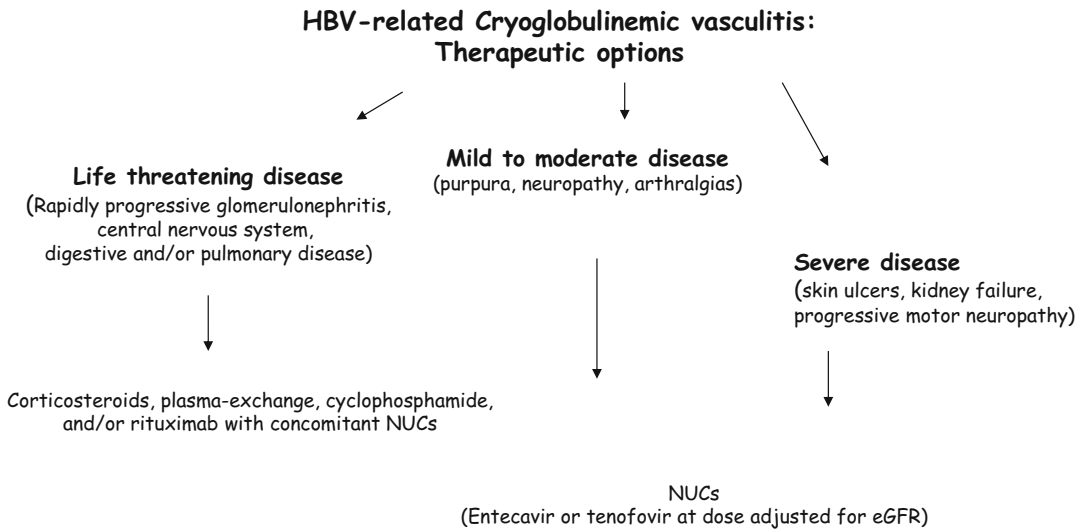 HBV-related Cryoglobulinemic vasculitis:
Therapeutic options
Life threatening disease
(Rapidly progressive glomerulonephritis,
central nervous system,
digestive and/or pulmonary disease)
Corticosteroids, plasma-exchange, cyclophosphamide,
and/or rituximab with concomitant NUCs
Mild to moderate disease
(purpura, neuropathy, arthralgias)
Severe disease
(skin ulcers, kidney failure,
progressive motor neuropathy)
NUCs
(Entecavir or tenofovir at dose adjusted for eGFR)